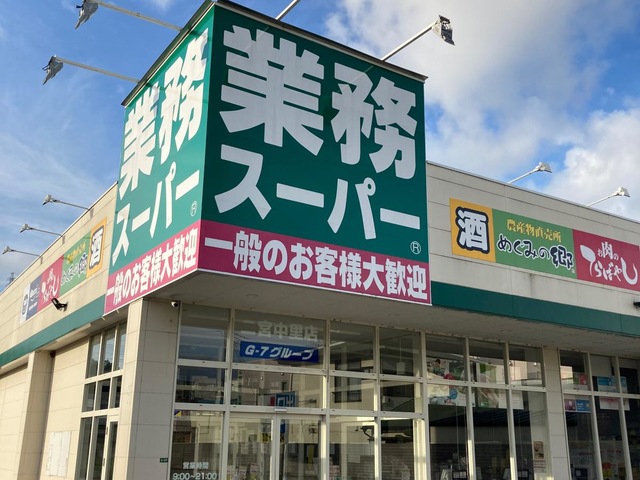 業務
スーパー®
一般のお客様大歓迎
業務
スーパー®
一般のお客様大歓迎
酒
農産物直売所
めぐみの郷
お肉の
てらばやし
酒
一宮中里店
G-7グループ
営業時間
9:00~21:00